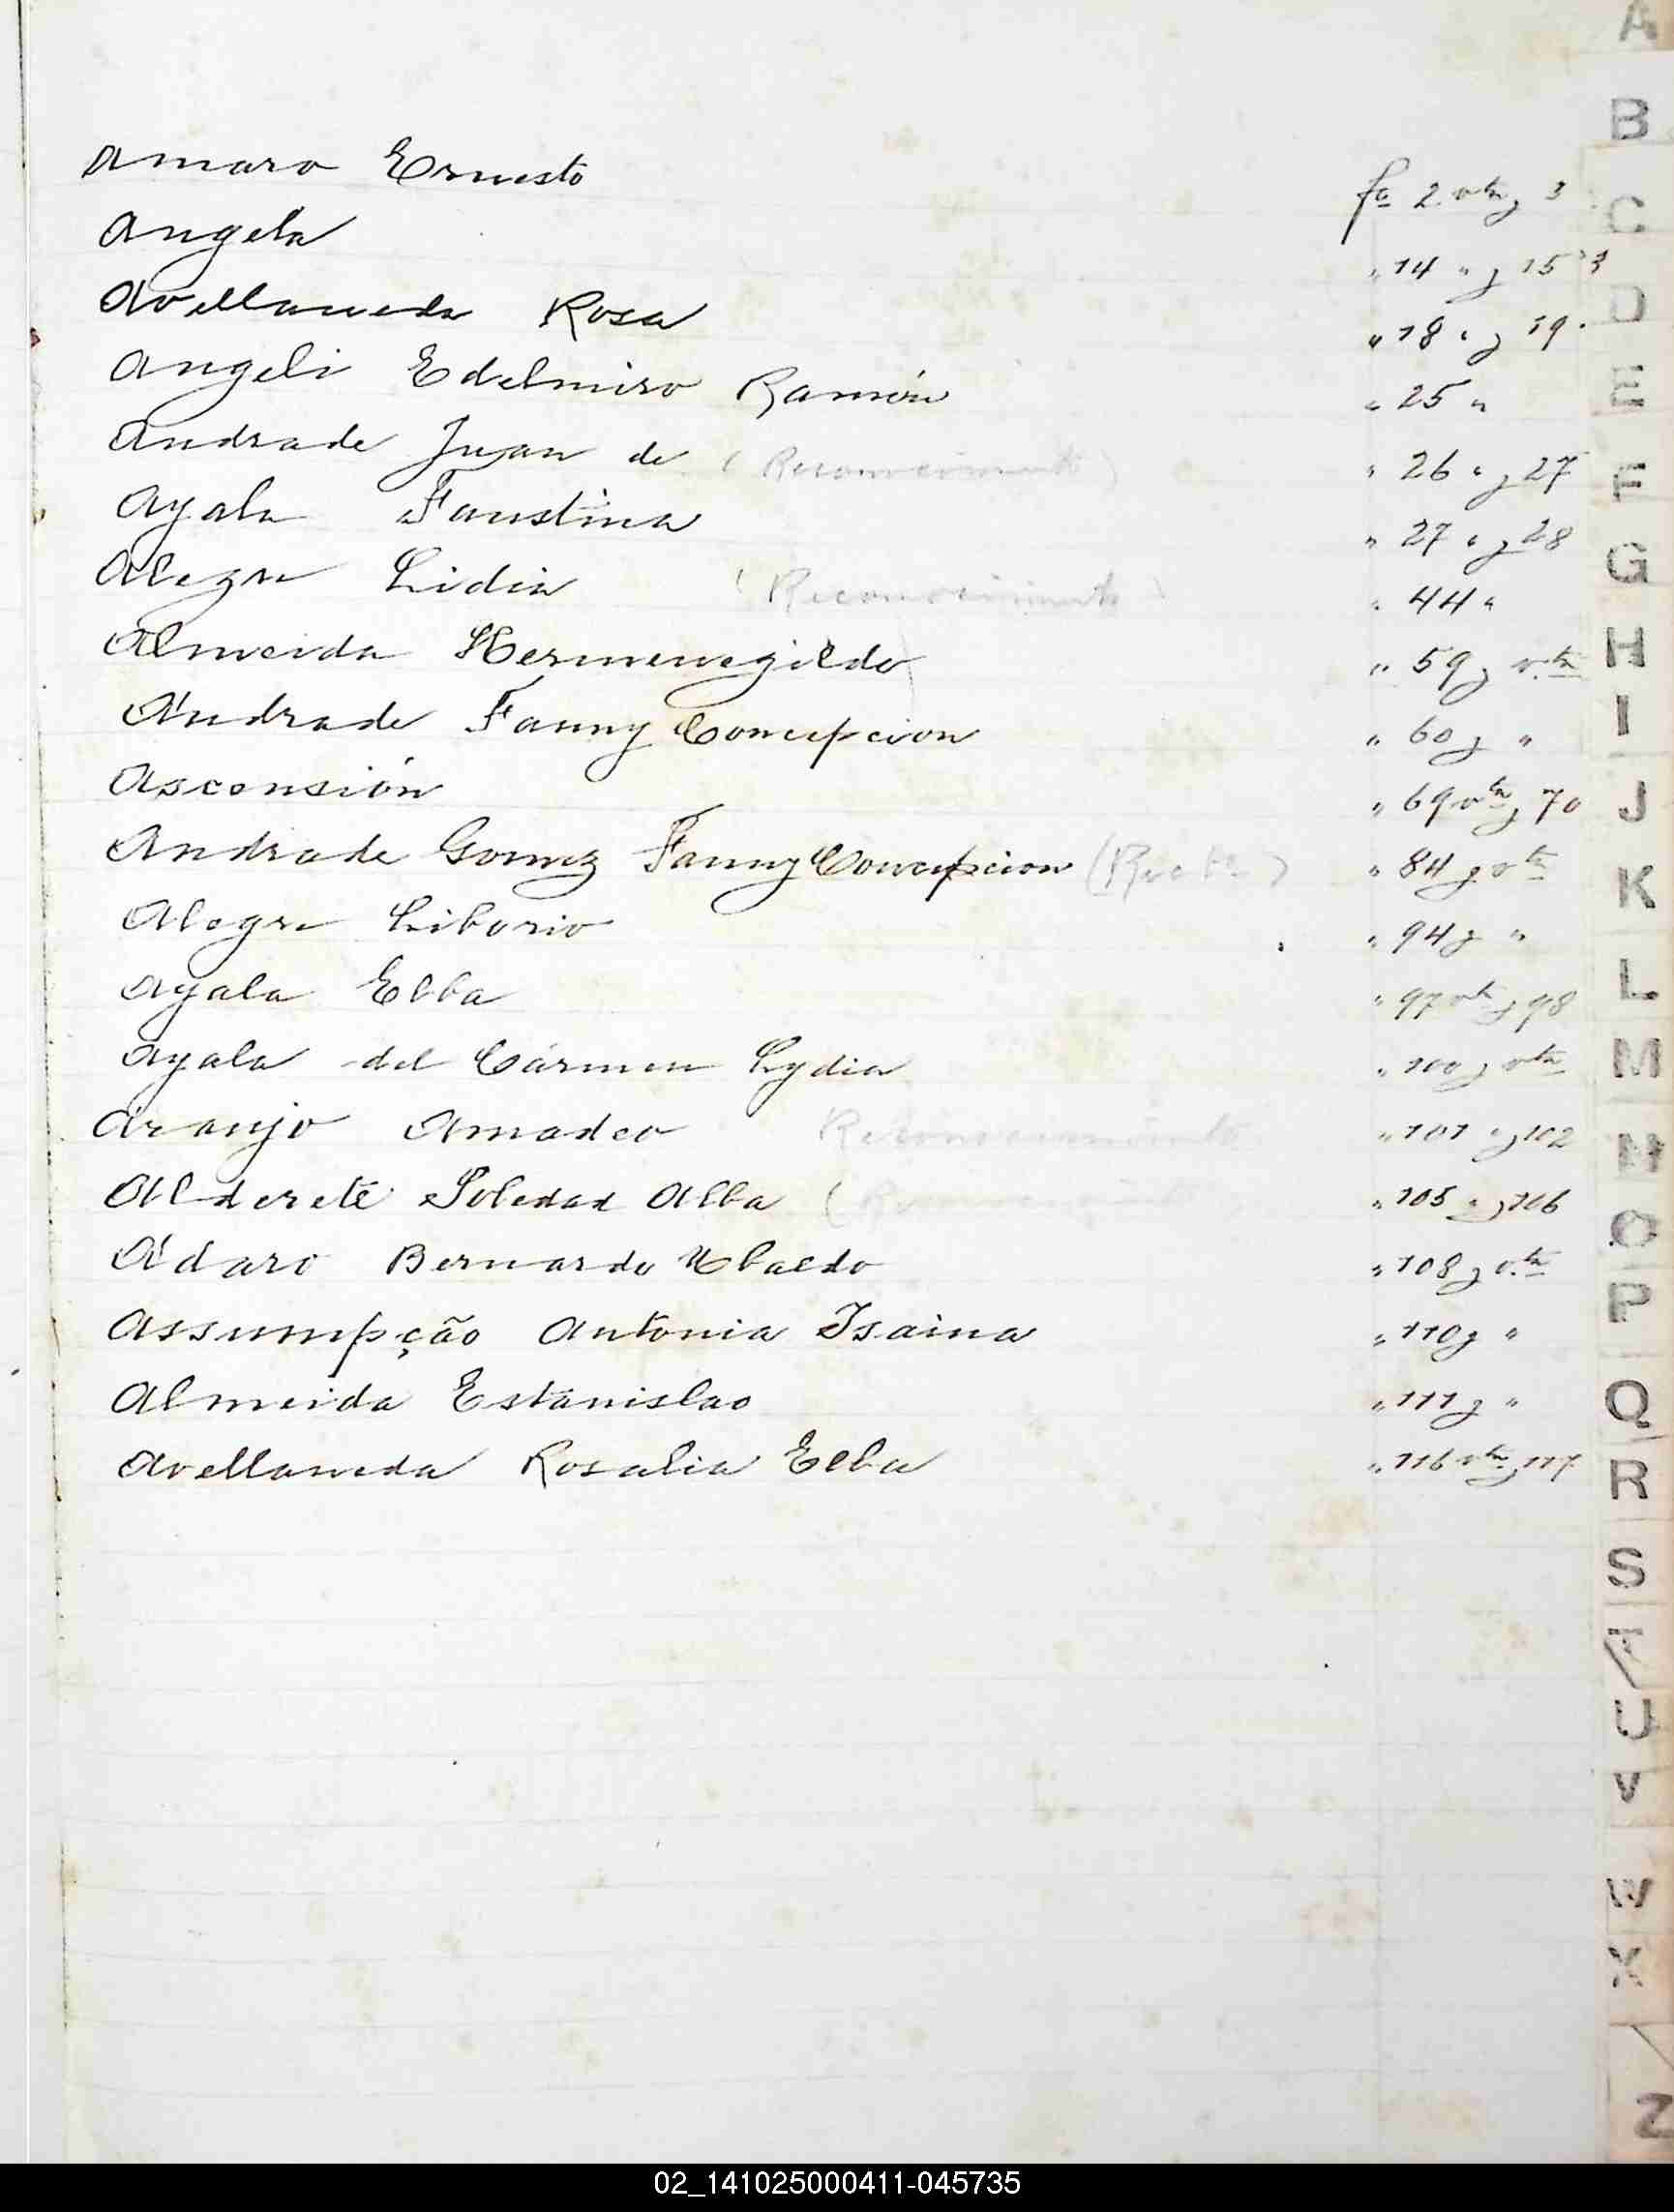 Amaro Ernesto fs 2 vta y 3
Angela " 14 " y 15
Avellaneda Rosa " 18 " y 19
Angeli Edelmiro Ramón " 25 "
Andrade Juan de (Reconocimiento) " 26 " y 27
Ayala Faustina " 27 " y 28
Alegre Lidia (Reconocimiento) " 44 "
Almeida Hermenegildo " 59 y vta
Andrade Fanny Concepcion " 60 y "
Ascensión " 69 vta y 70
Andrade Gomez Fanny Concepcion " 84 y vta
Alegre Liborio " 94 y "
Ayala Elba " 97 vta y 98
Ayala del Cármen Lydia " 100 y vta
Araujo Amadeo Reconocimiento " 101 " y 102
Alderete Soledad Alba " 105 " y 106
Adaro Bernardo Ubaldo " 108 y vta
Assumpção Antonia Isaina " 110 y "
Almeida Estanislao " 111 y "
Avellaneda Rosalia Elba " 116 vta y 117
A
B
C
D
E
F
G
H
I
J
K
L
M
N
O
P
Q
R
S
T
U
V
W
X
Z
02_141025000411-045735